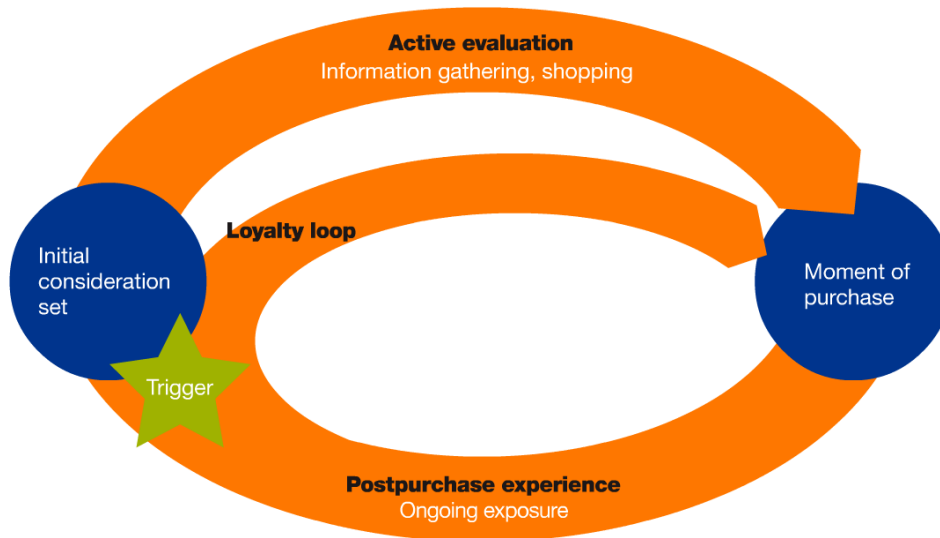 Active evaluation
Information gathering, shopping
Loyalty loop
Initial
consideration
set
Moment of
purchase
Trigger
Postpurchase experience
Ongoing exposure